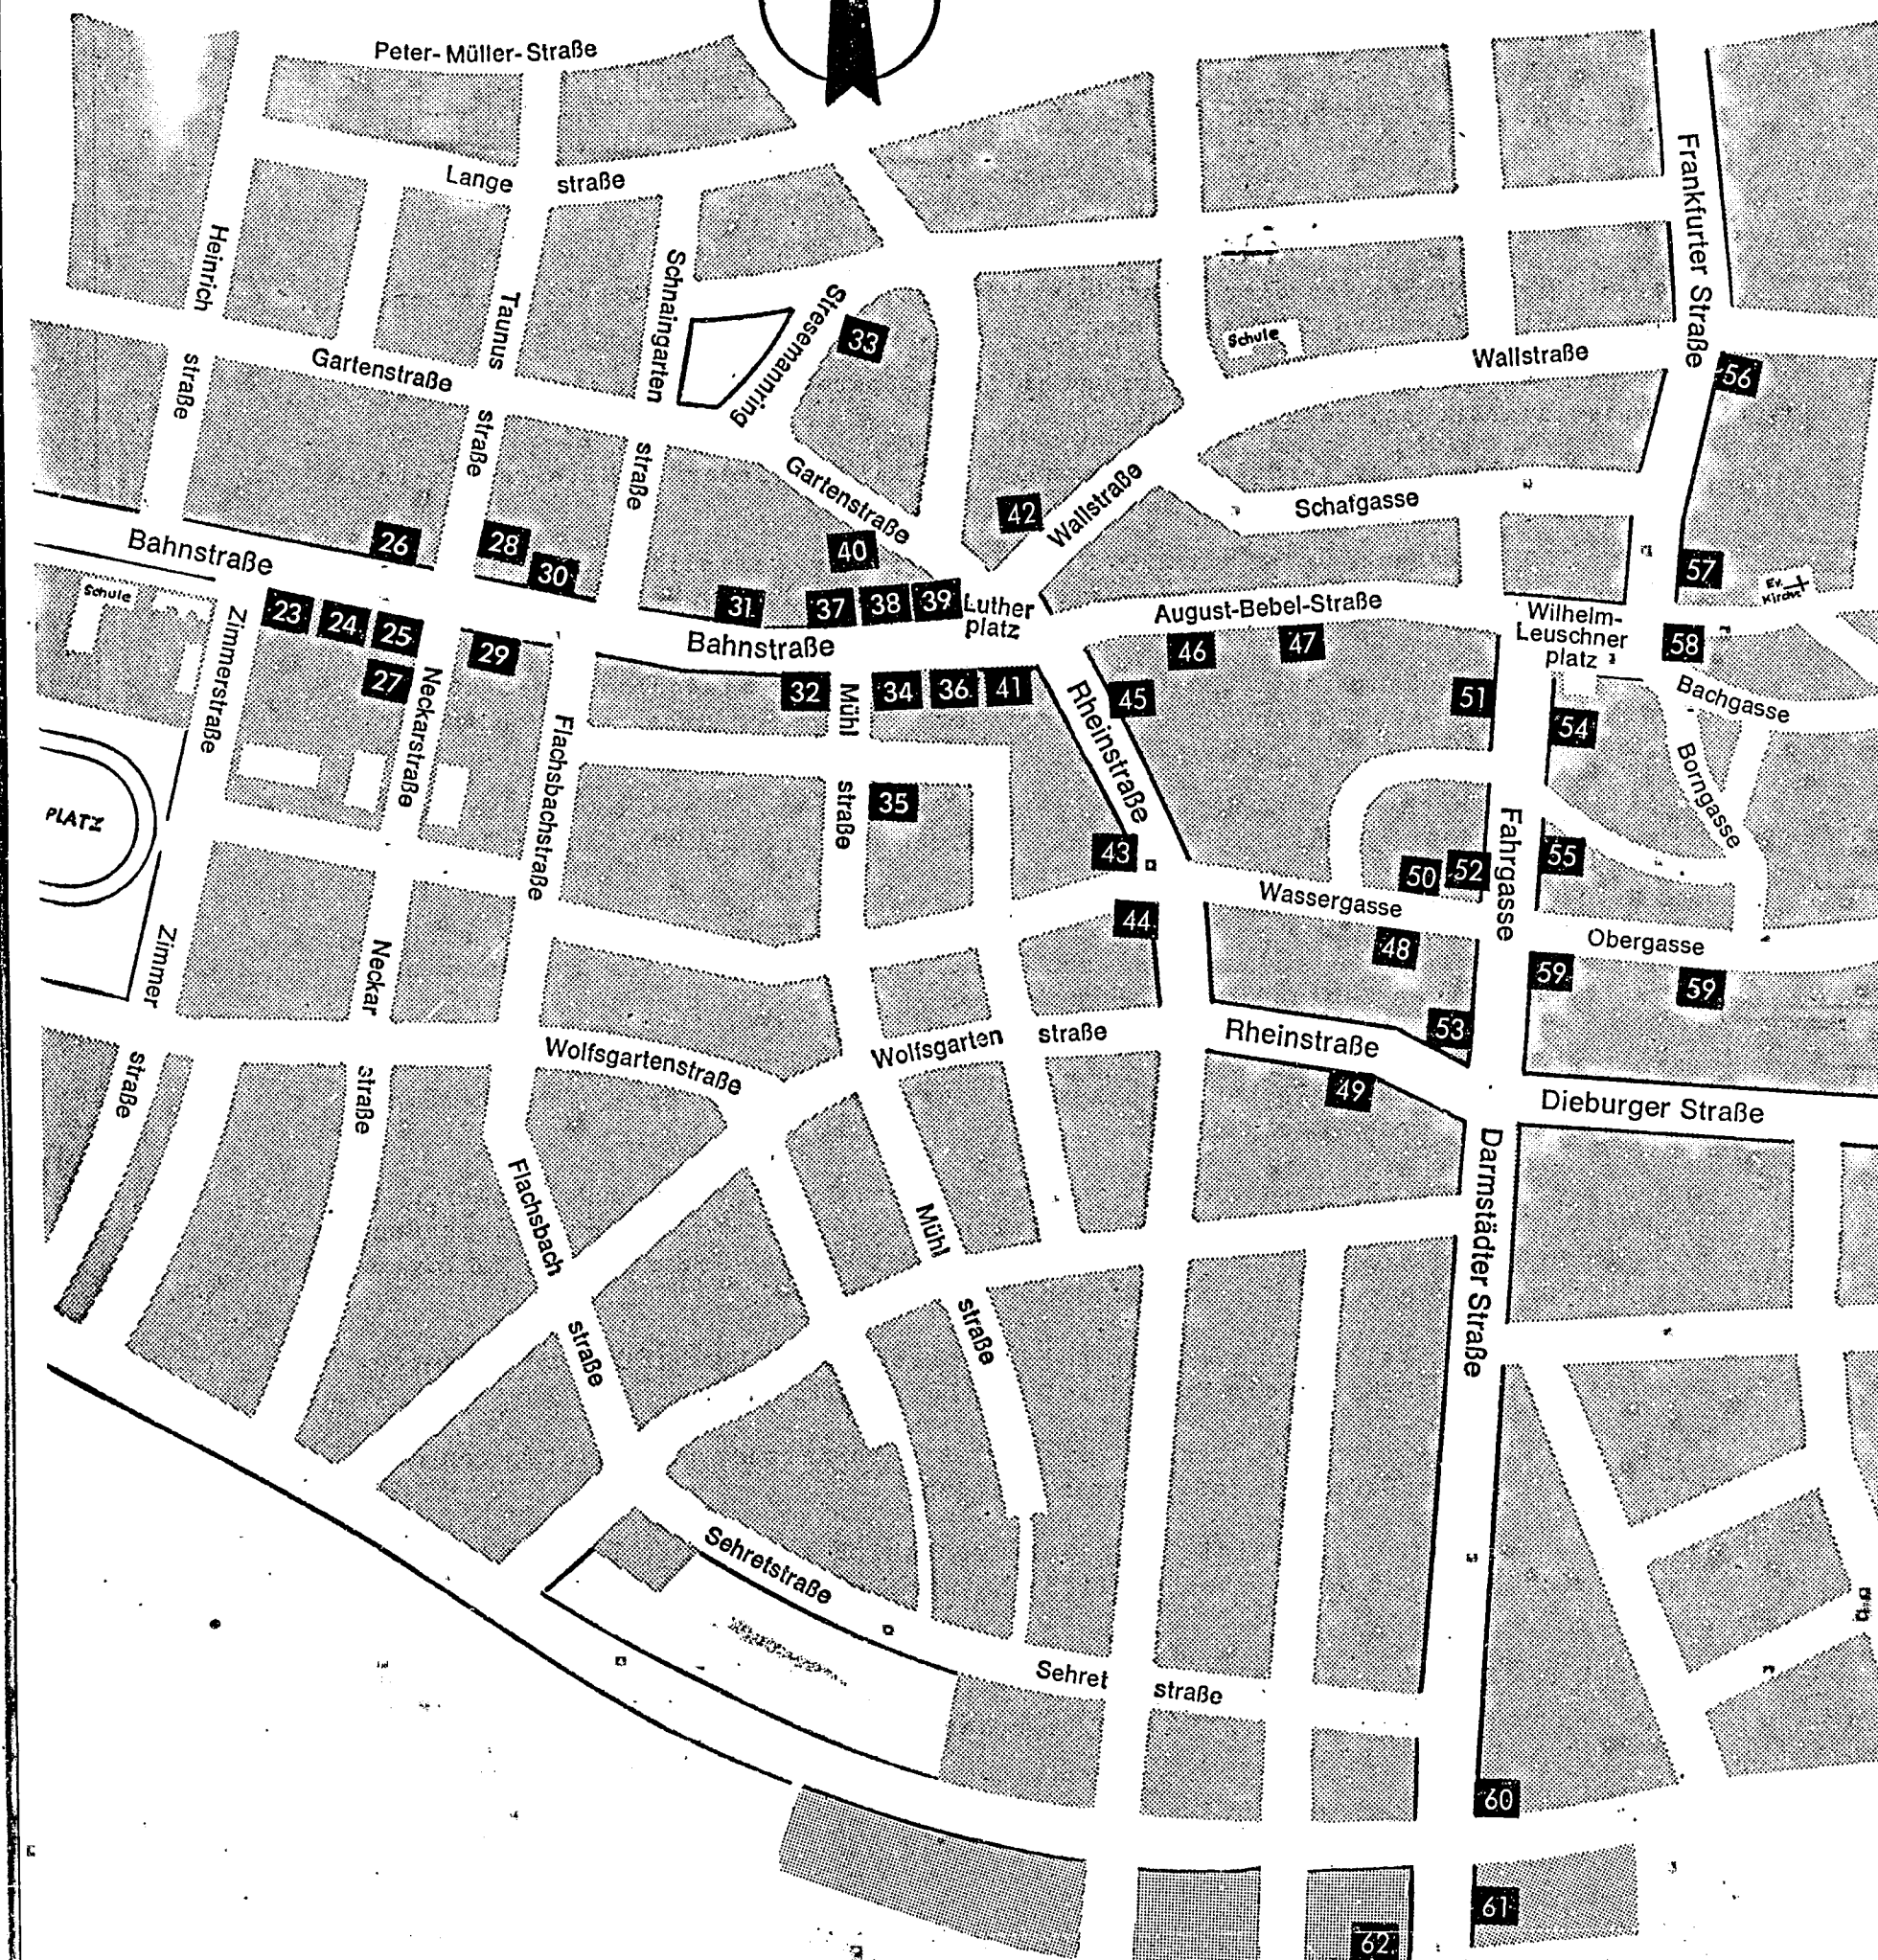 Peter-Müller-Straße
Lange straße
Frankfurter Straße
Heinrich
straße
Taunus
straße
Schnaingarten
straße
Stresemannring
33
Schule
Wallstraße
56
Gartenstraße
Gartenstraße
Wallstraße
42
Schafgasse
40
26
28
30
Bahnstraße
Schule
23
24
25
27
29
31
37
38
39
Luther
platz
August-Bebel-Straße
46
47
Wilhelm-
Leuschner
platz
57
Ev.
Kirche
58
Bahnstraße
32
34
36
41
45
51
54
Bachgasse
Borngasse
Zimmerstraße
Neckarstraße
Flachsbachstraße
Mühl
straße
35
Rheinstraße
43
44
PLATZ
Wassergasse
50
52
55
Fahrgasse
48
Obergasse
59
59
53
Zimmer
straße
Neckar
straße
Wolfsgartenstraße
Wolfsgarten straße
Rheinstraße
49
Dieburger Straße
Darmstädter Straße
Flachsbach
straße
Mühl
straße
Sehretstraße
Sehret straße
60
61
62